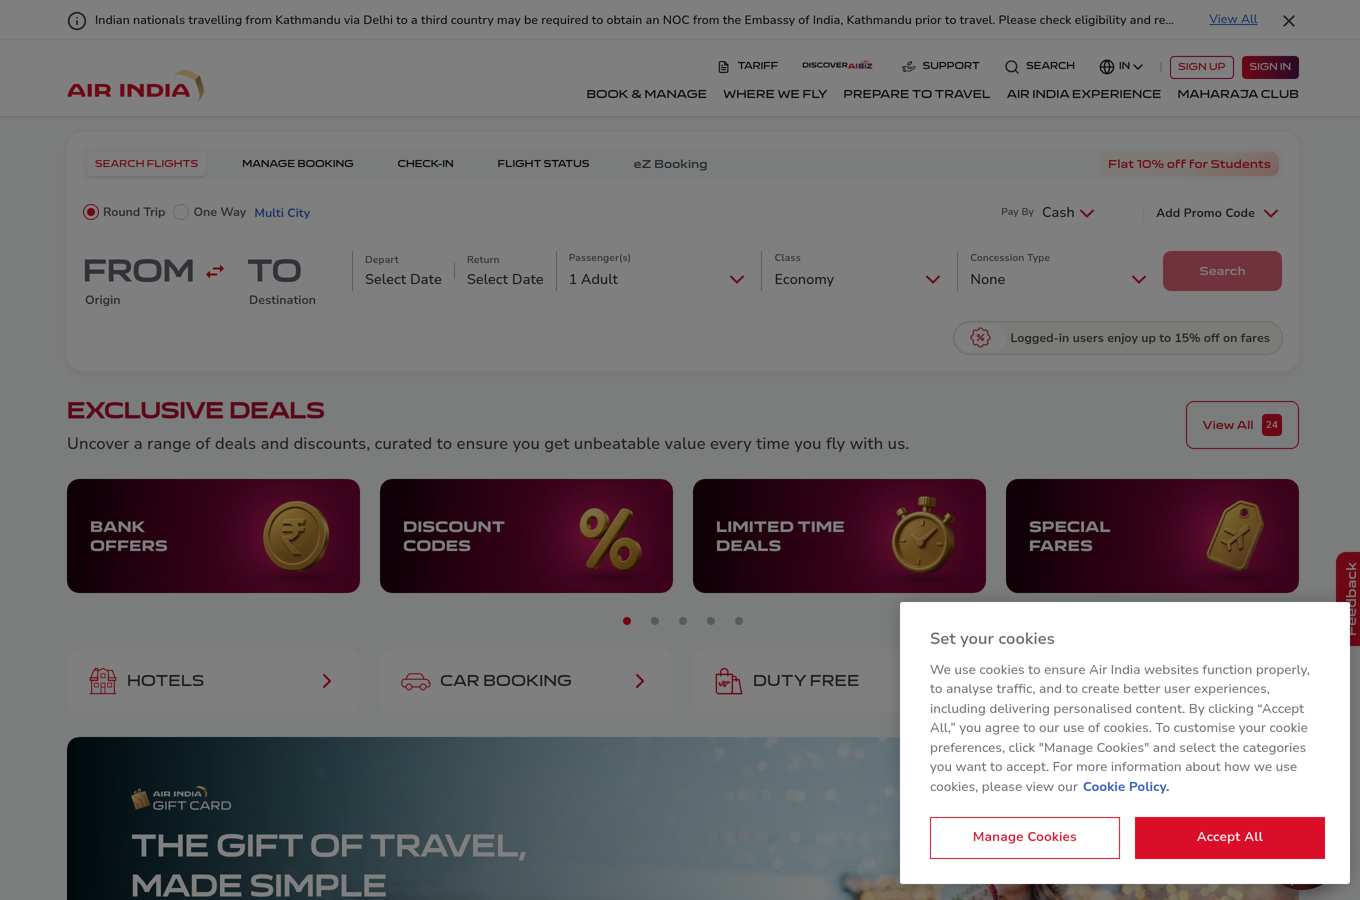 Indian nationals travelling from Kathmandu via Delhi to a third country may be required to obtain an NOC from the Embassy of India, Kathmandu prior to travel. Please check eligibility and re...
View All
AIR INDIA
TARIFF
DISCOVER AI BIZ
SUPPORT
SEARCH
IN
SIGN UP
SIGN IN
BOOK & MANAGE
WHERE WE FLY
PREPARE TO TRAVEL
AIR INDIA EXPERIENCE
MAHARAJA CLUB
SEARCH FLIGHTS
MANAGE BOOKING
CHECK-IN
FLIGHT STATUS
eZ Booking
Flat 10% off for Students
Round Trip
One Way
Multi City
Pay By
Cash
Add Promo Code
FROM
Origin
TO
Destination
Depart
Select Date
Return
Select Date
Passenger(s)
1 Adult
Class
Economy
Concession Type
None
Search
Logged-in users enjoy up to 15% off on fares
EXCLUSIVE DEALS
Uncover a range of deals and discounts, curated to ensure you get unbeatable value every time you fly with us.
View All 24
BANK
OFFERS
DISCOUNT
CODES
LIMITED TIME
DEALS
SPECIAL
FARES
Feedback
HOTELS
CAR BOOKING
DUTY FREE
AIR INDIA
GIFT CARD
THE GIFT OF TRAVEL,
MADE SIMPLE
Set your cookies
We use cookies to ensure Air India websites function properly,
to analyse traffic, and to create better user experiences,
including delivering personalised content. By clicking “Accept
All,” you agree to our use of cookies. To customise your cookie
preferences, click "Manage Cookies" and select the categories
you want to accept. For more information about how we use
cookies, please view our Cookie Policy.
Manage Cookies
Accept All